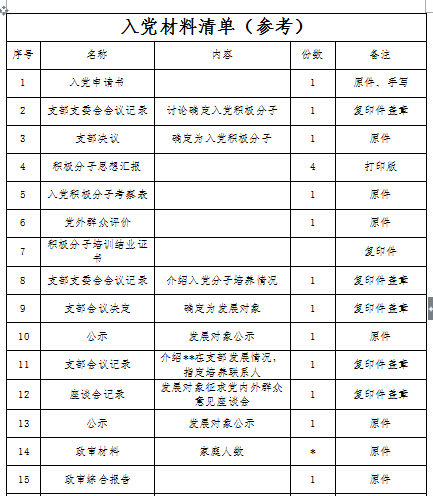 入党材料清单（参考）
序号 名称 内容 份数 备注
1 入党申请书 1 原件、手写
2 支部支委会会议记录 讨论确定入党积极分子 1 复印件盖章
3 支部决议 确定为入党积极分子 1 原件
4 积极分子思想汇报 4 打印版
5 入党积极分子考察表 1 原件
6 党外群众评价 1 原件
7 积极分子培训结业证
书 复印件
8 支部支委会会议记录 介绍入党分子培养情况 1 复印件盖章
9 支部会议决定 确定为发展对象 1 复印件盖章
10 公示 发展对象公示 1 原件
11 支部会议记录 介绍**在支部发展情况，
指定培养联系人 1 复印件盖章
12 座谈会记录 发展对象征求党内外群众
意见座谈会 1 复印件盖章
13 公示 发展对象 1 原件
14 政审材料 家庭人数 * 原件
15 政审综合报告 1 原件